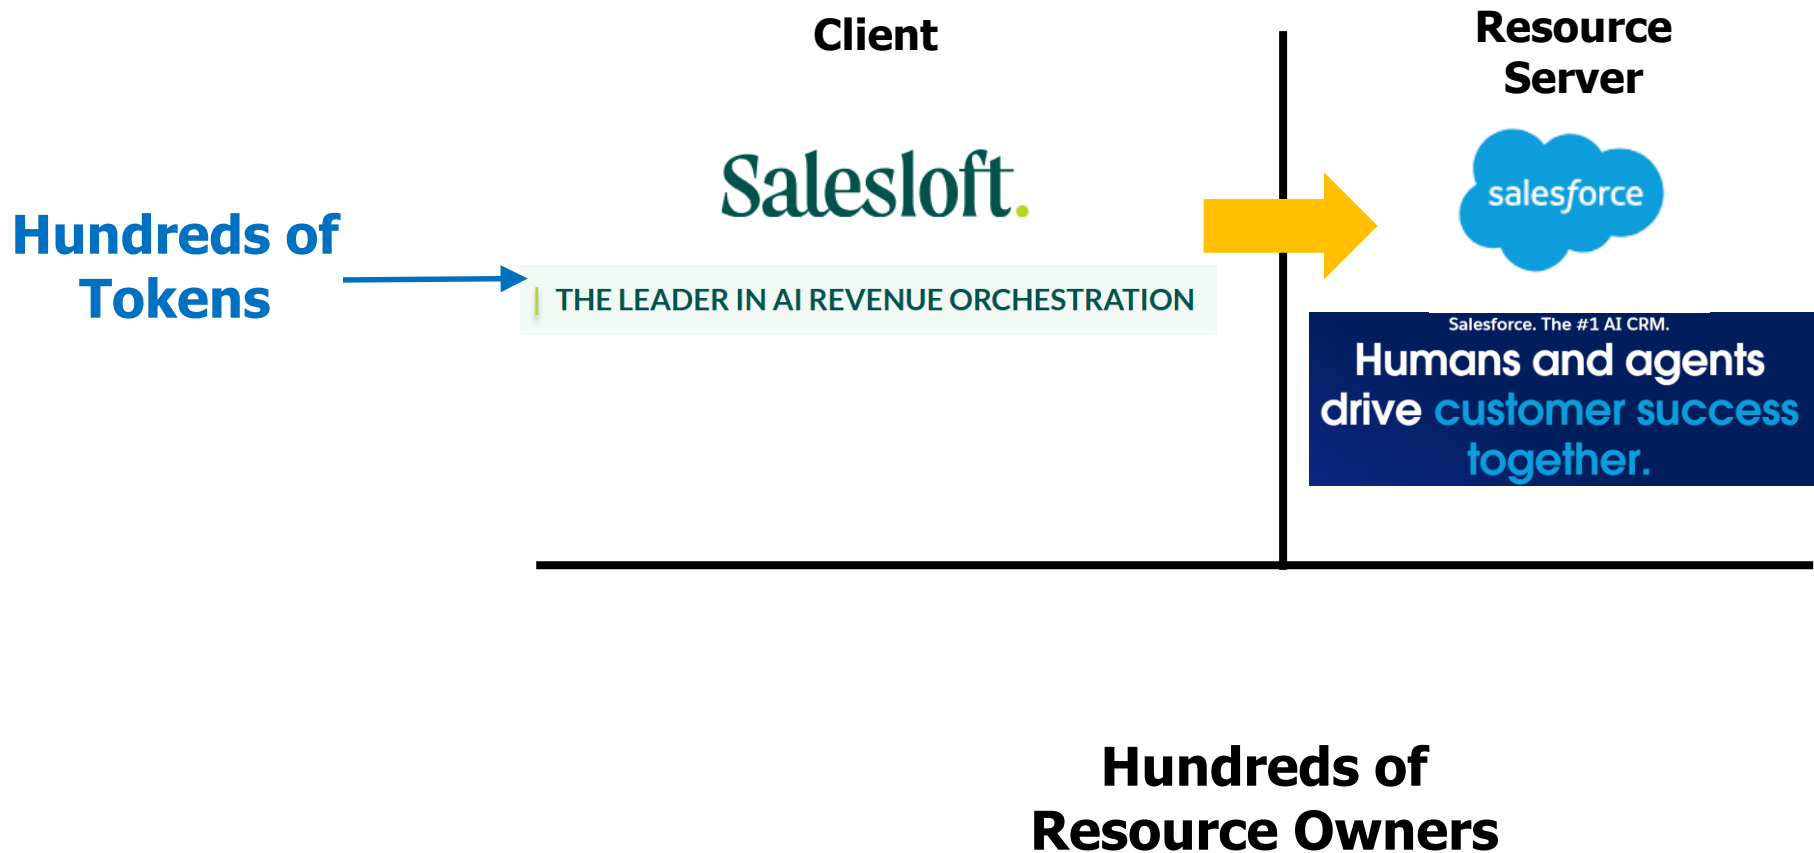 Client
Resource
Server
Salesloft.
salesforce
Hundreds of
Tokens
THE LEADER IN AI REVENUE ORCHESTRATION
Salesforce. The #1 AI CRM.
Humans and agents
drive customer success
together.
Hundreds of
Resource Owners